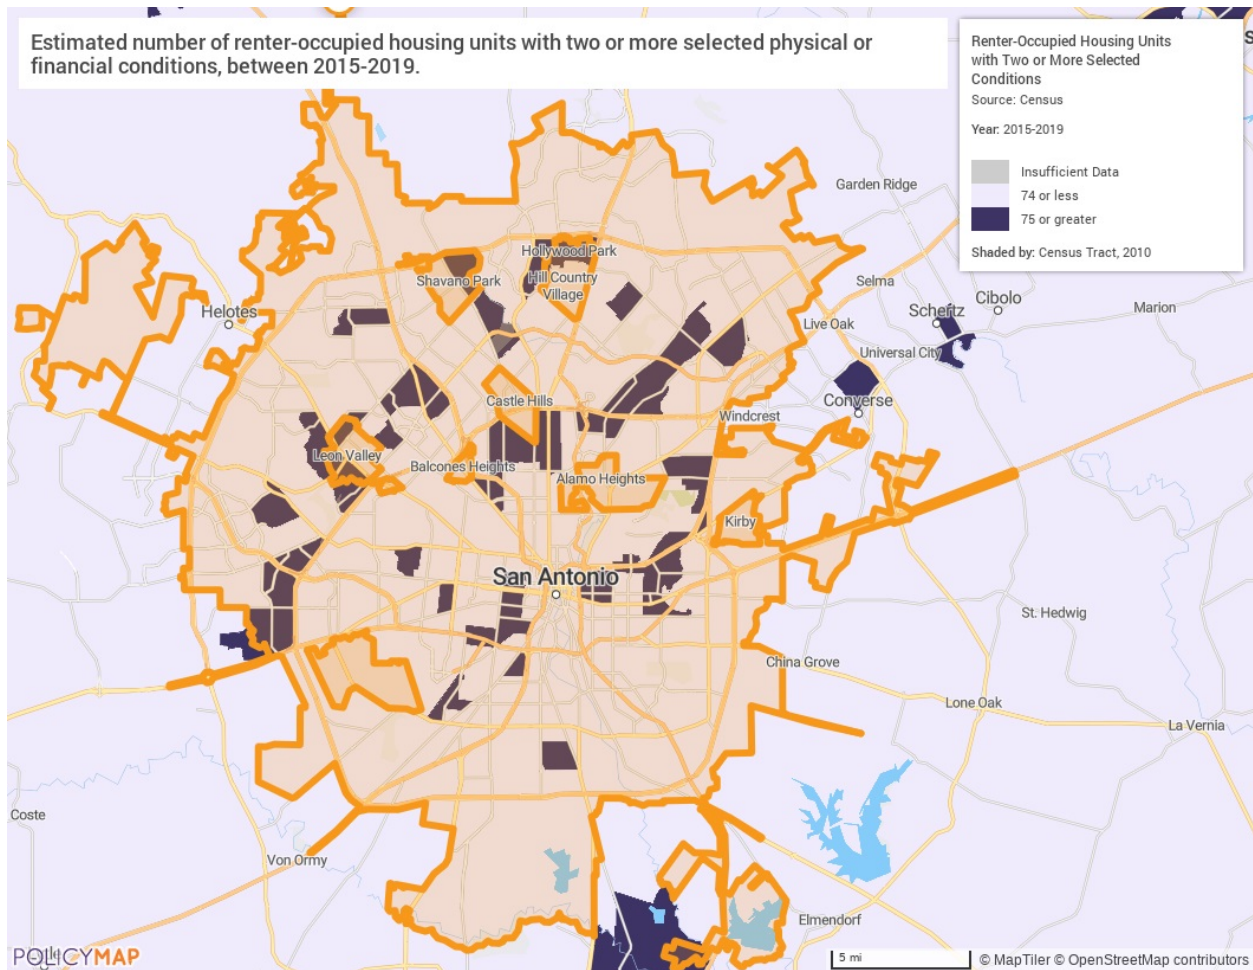 Estimated number of renter-occupied housing units with two or more selected physical or
financial conditions, between 2015-2019.
Renter-Occupied Housing Units
with Two or More Selected
Conditions
Source: Census
Year: 2015-2019
Insufficient Data
74 or less
75 or greater
Shaded by: Census Tract, 2010
Garden Ridge
Hollywood Park
Shavano Park
Hill Country
Village
Selma
Helotes
Schertz
Cibolo
Marion
Live Oak
Universal City
Castle Hills
Converse
Windcrest
Leon Valley
Balcones Heights
Alamo Heights
Kirby
San Antonio
St. Hedwig
China Grove
Lone Oak
La Vernia
Coste
Von Ormy
Elmendorf
POLICYMAP
5 mi
© MapTiler © OpenStreetMap contributors